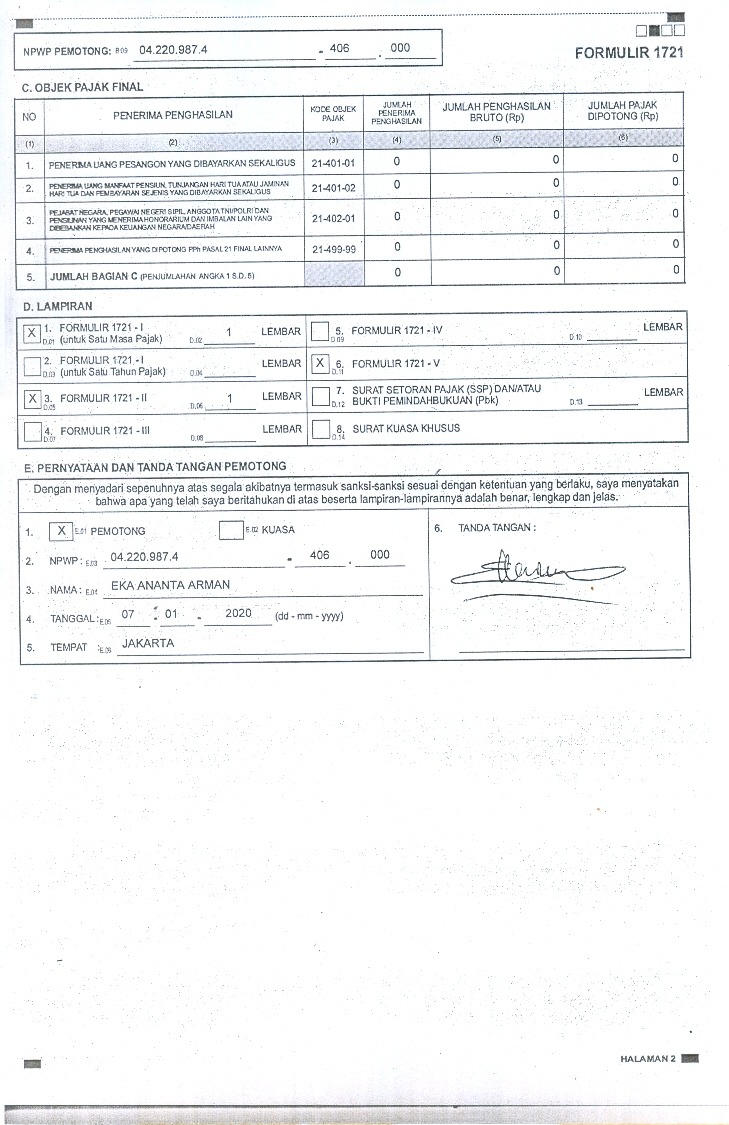 NPWP PEMOTONG: B.09 04.220.987.4 - 406 . 000
FORMULIR 1721
C. OBJEK PAJAK FINAL
NO PENERIMA PENGHASILAN KODE OBJEK PAJAK JUMLAH PENERIMA PENGHASILAN JUMLAH PENGHASILAN BRUTO (Rp) JUMLAH PAJAK DIPOTONG (Rp)
(1) (2) (3) (4) (5) (6)
1. PENERIMA UANG PESANGON YANG DIBAYARKAN SEKALIGUS 21-401-01 0 0 0
2. PENERIMA UANG MANFAAT PENSIUN, TUNJANGAN HARI TUA ATAU JAMINAN HARI TUA DAN PEMBAYARAN SEJENIS YANG DIBAYARKAN SEKALIGUS 21-401-02 0 0 0
3. PEJABAT NEGARA, PEGAWAI NEGERI SIPIL, ANGGOTA TNI/POLRI DAN PENSIUNAN YANG MENERIMA HONORARIUM DAN IMBALAN LAIN YANG DIBEBANKAN KEPADA KEUANGAN NEGARA/DAERAH 21-402-01 0 0 0
4. PENERIMA PENGHASILAN YANG DIPOTONG PPh PASAL 21 FINAL LAINNYA 21-499-99 0 0 0
5. JUMLAH BAGIAN C (PENJUMLAHAN ANGKA 1 S.D. 5) 0 0 0
D. LAMPIRAN
X 1. FORMULIR 1721 - I
D.01 (untuk Satu Masa Pajak) D.02 1 LEMBAR
2. FORMULIR 1721 - I
D.03 (untuk Satu Tahun Pajak) D.04 LEMBAR
X 3. FORMULIR 1721 - II
D.05 D.06 1 LEMBAR
4. FORMULIR 1721 - III
D.07 D.08 LEMBAR
5. FORMULIR 1721 - IV
D.09 D.10 LEMBAR
X 6. FORMULIR 1721 - V
D.11
7. SURAT SETORAN PAJAK (SSP) DAN/ATAU
D.12 BUKTI PEMINDAHBUKUAN (Pbk) D.13 LEMBAR
8. SURAT KUASA KHUSUS
D.14
E. PERNYATAAN DAN TANDA TANGAN PEMOTONG
Dengan menyadari sepenuhnya atas segala akibatnya termasuk sanksi-sanksi sesuai dengan ketentuan yang berlaku, saya menyatakan
bahwa apa yang telah saya beritahukan di atas beserta lampiran-lampirannya adalah benar, lengkap dan jelas.
1. X E.01 PEMOTONG E.02 KUASA
2. NPWP : E.03 04.220.987.4 - 406 . 000
3. NAMA : E.04 EKA ANANTA ARMAN
4. TANGGAL : E.05 07 - 01 - 2020 (dd - mm - yyyy)
5. TEMPAT : E.06 JAKARTA
6. TANDA TANGAN :
HALAMAN 2